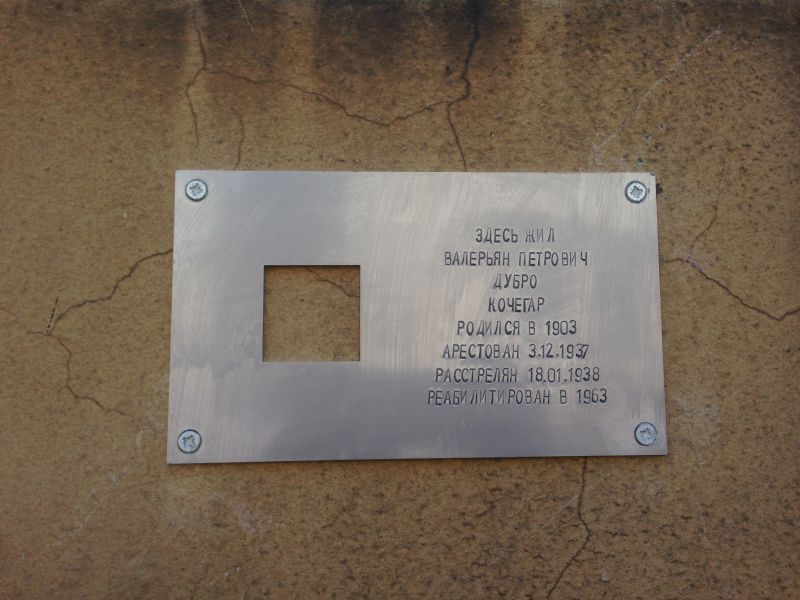 ЗДЕСЬ ЖИЛ
ВАЛЕРЬЯН ПЕТРОВИЧ
ДУБРО
КОЧЕГАР
РОДИЛСЯ В 1903
АРЕСТОВАН 3.12.1937
РАССТРЕЛЯН 18.01.1938
РЕАБИЛИТИРОВАН В 1963